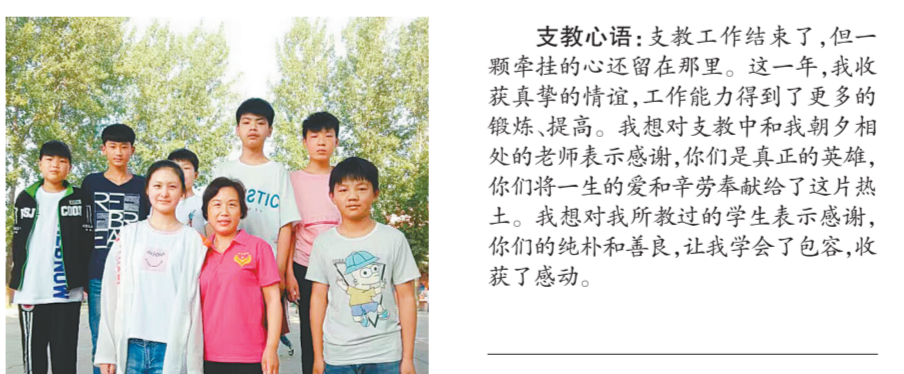 支教心语:支教工作结束了,但一
颗牵挂的心还留在那里。这一年,我收
获真挚的情谊,工作能力得到了更多的
锻炼、提高。我想对支教中和我朝夕相
处的老师表示感谢,你们是真正的英雄,
你们将一生的爱和辛劳奉献给了这片热
土。我想对我所教过的学生表示感谢,
你们的纯朴和善良,让我学会了包容,收
获了感动。